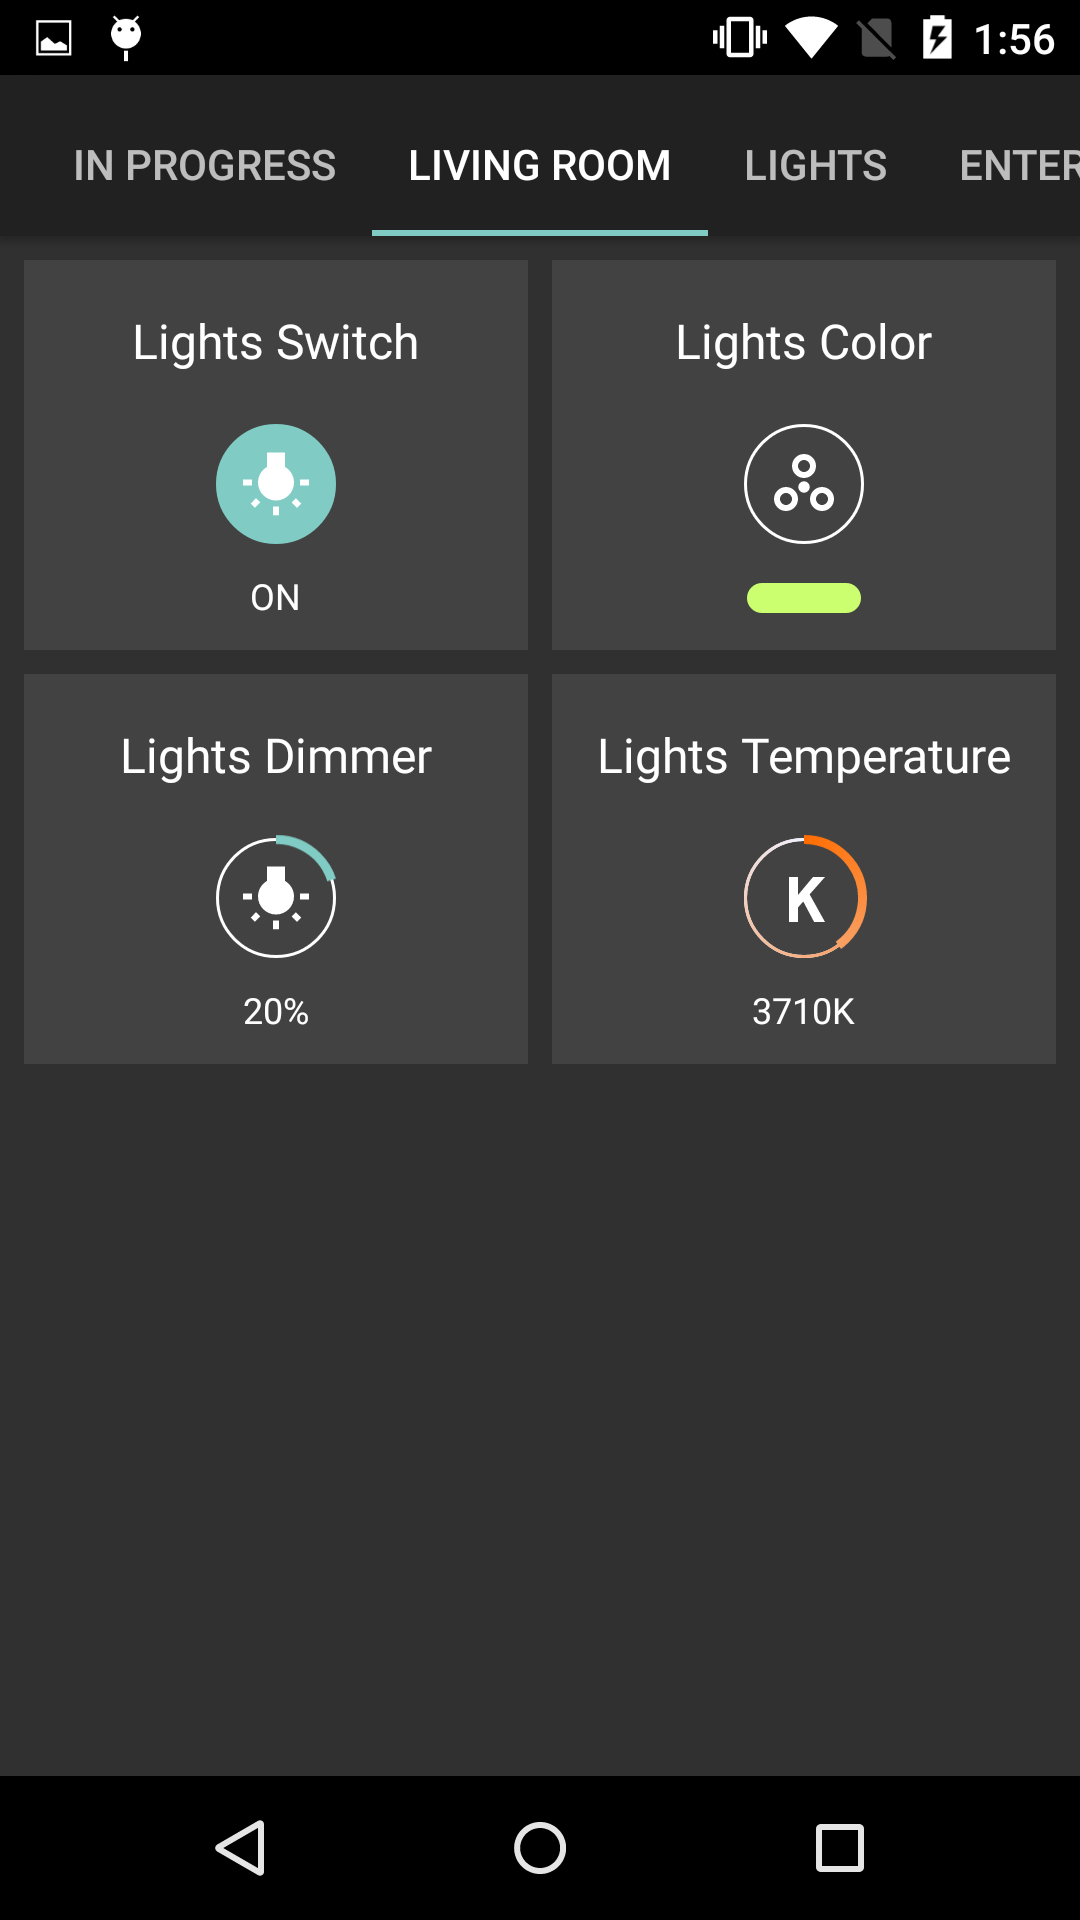 1:56
IN PROGRESS LIVING ROOM LIGHTS ENTER
Lights Switch Lights Color
ON
Lights Dimmer Lights Temperature
K
20% 3710K